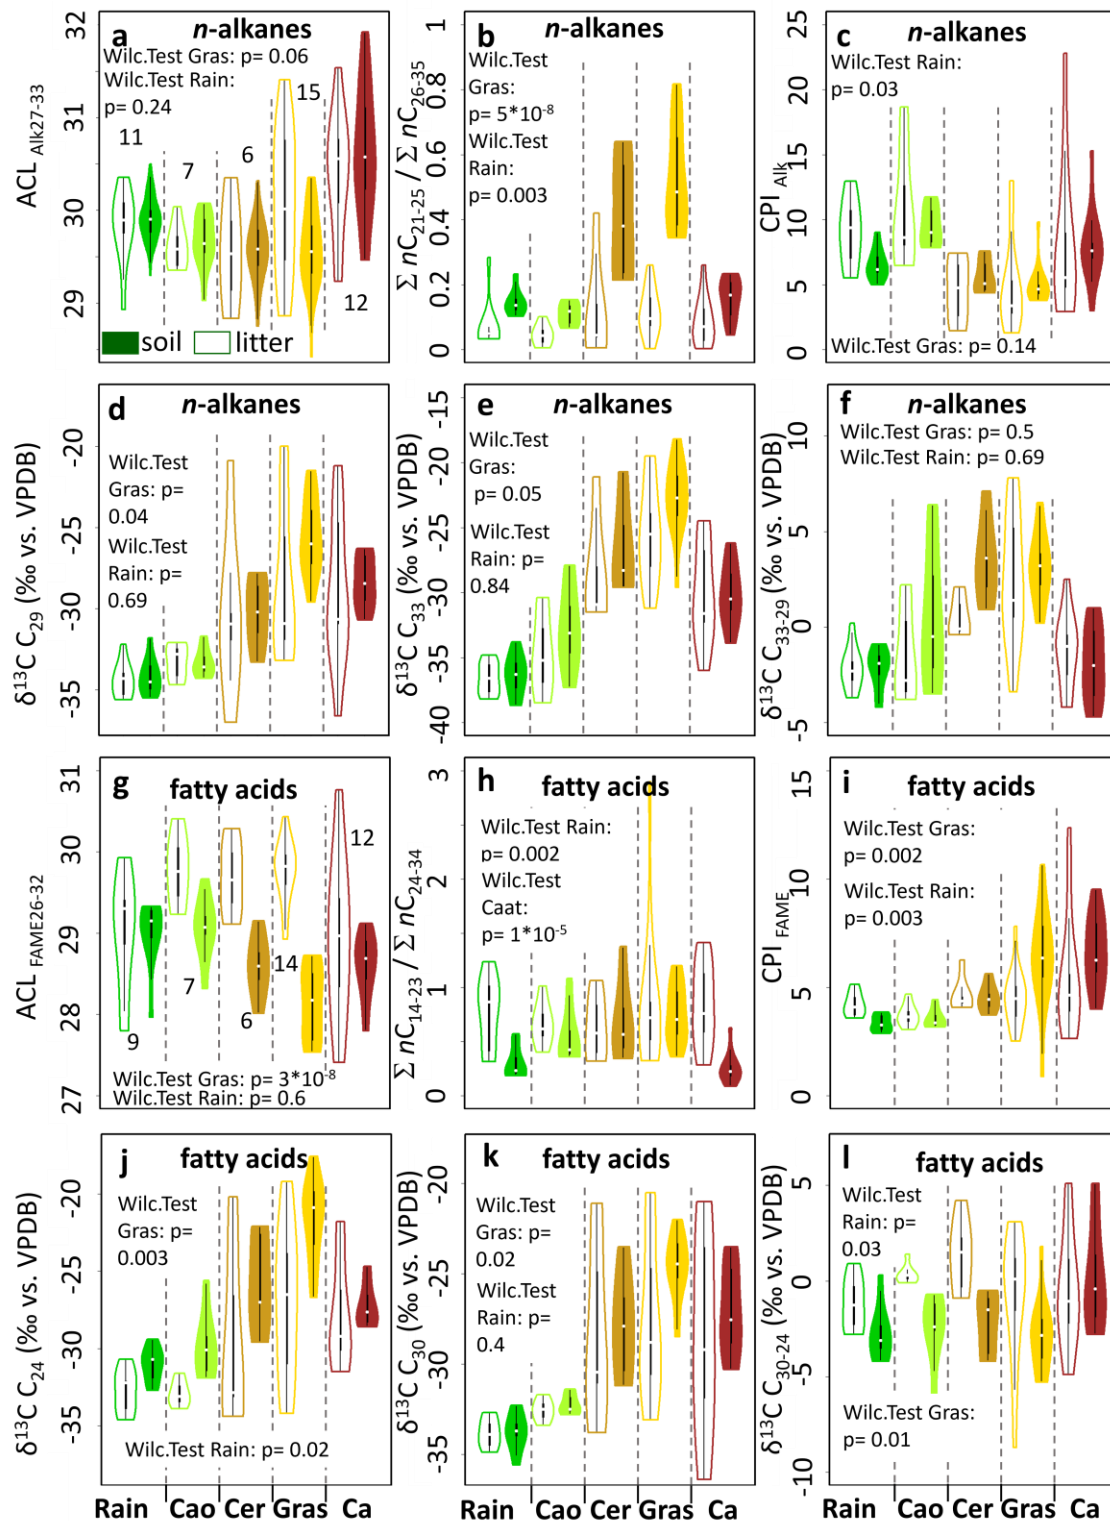 a
n-alkanes
Wilc.Test Gras: p= 0.06
Wilc.Test Rain:
p= 0.24
11
7
6
15
12
soil
litter
ACL Alk27-33
32
31
30
29
b
n-alkanes
Wilc.Test
Gras:
p= 5*10-8
Wilc.Test
Rain:
p= 0.003
Σ nC21-25 / Σ nC26-35
1
0.8
0.6
0.4
0.2
0
c
n-alkanes
Wilc.Test Rain:
p= 0.03
Wilc.Test Gras: p= 0.14
CPI Alk
25
20
15
10
5
0
d
n-alkanes
Wilc.Test
Gras: p=
0.04
Wilc.Test
Rain: p=
0.69
δ13C C29 (‰ vs. VPDB)
-20
-25
-30
-35
e
n-alkanes
Wilc.Test
Gras:
p= 0.05
Wilc.Test
Rain: p=
0.84
δ13C C33 (‰ vs. VPDB)
-15
-20
-25
-30
-35
-40
f
n-alkanes
Wilc.Test Gras: p= 0.5
Wilc.Test Rain: p= 0.69
δ13C C33-29 (‰ vs. VPDB)
10
5
0
-5
g
fatty acids
12
14
7
6
9
Wilc.Test Gras: p= 3*10-8
Wilc.Test Rain: p= 0.6
ACL FAME26-32
31
30
29
28
27
h
fatty acids
Wilc.Test Rain:
p= 0.002
Wilc.Test
Caat:
p= 1*10-5
Σ nC14-23 / Σ nC24-34
3
2
1
0
i
fatty acids
Wilc.Test Gras:
p= 0.002
Wilc.Test Rain:
p= 0.003
CPI FAME
15
10
5
0
j
fatty acids
Wilc.Test
Gras: p=
0.003
Wilc.Test Rain: p= 0.02
δ13C C24 (‰ vs. VPDB)
-20
-25
-30
-35
k
fatty acids
Wilc.Test
Gras: p=
0.02
Wilc.Test
Rain: p=
0.4
δ13C C30 (‰ vs. VPDB)
-20
-25
-30
-35
l
fatty acids
Wilc.Test
Rain: p=
0.03
Wilc.Test Gras:
p= 0.01
δ13C C30-24 (‰ vs. VPDB)
5
0
-5
-10
Rain Cao Cer Gras Ca
Rain Cao Cer Gras Ca
Rain Cao Cer Gras Ca